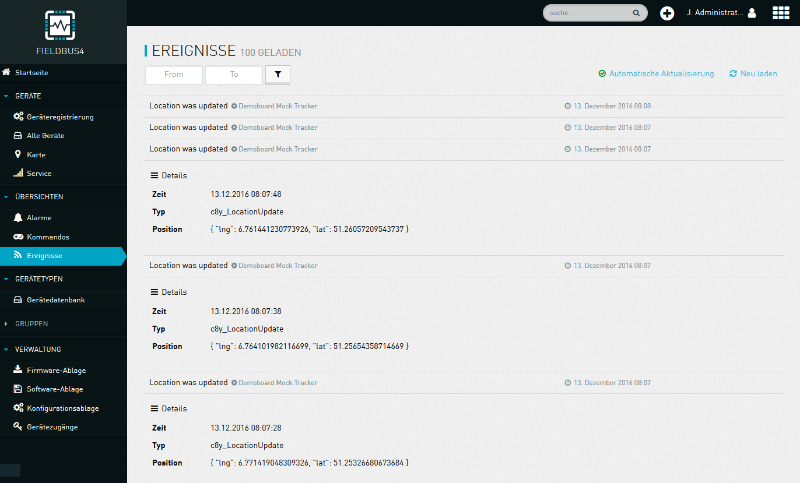 suche...
J. Administrat...
FIELDBUS4
Startseite
GERÄTE
Geräteregistrierung
Alle Geräte
Karte
Service
ÜBERSICHTEN
Alarme
Kommandos
Ereignisse
GERÄTETYPEN
Gerätedatenbank
GRUPPEN
VERWALTUNG
Firmware-Ablage
Software-Ablage
Konfigurationsablage
Gerätezugänge
EREIGNISSE 100 GELADEN
From To
Automatische Aktualisierung Neu laden
Location was updated Demoboard Mock Tracker 13. Dezember 2016 08:08
Location was updated Demoboard Mock Tracker 13. Dezember 2016 08:07
Location was updated Demoboard Mock Tracker 13. Dezember 2016 08:07
Details
Zeit 13.12.2016 08:07:48
Typ c8y_LocationUpdate
Position { "lng": 6.761441230773926, "lat": 51.26057209543737 }
Location was updated Demoboard Mock Tracker 13. Dezember 2016 08:07
Details
Zeit 13.12.2016 08:07:38
Typ c8y_LocationUpdate
Position { "lng": 6.764101982116699, "lat": 51.25654358714669 }
Location was updated Demoboard Mock Tracker 13. Dezember 2016 08:07
Details
Zeit 13.12.2016 08:07:28
Typ c8y_LocationUpdate
Position { "lng": 6.771419048309326, "lat": 51.25326680673684 }